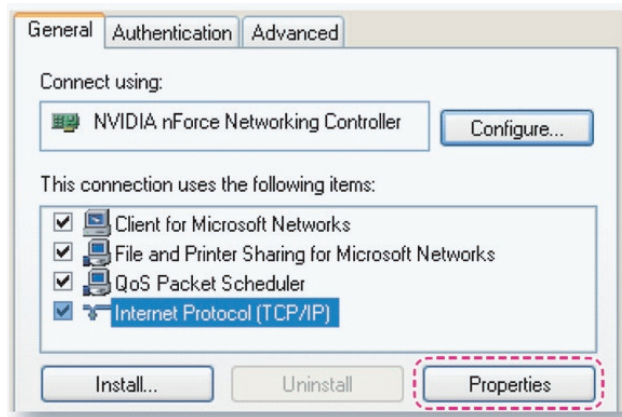 General Authentication Advanced
Connect using:
NVIDIA nForce Networking Controller
Configure...
This connection uses the following items:
Client for Microsoft Networks
File and Printer Sharing for Microsoft Networks
QoS Packet Scheduler
Internet Protocol (TCP/IP)
Install... Uninstall Properties